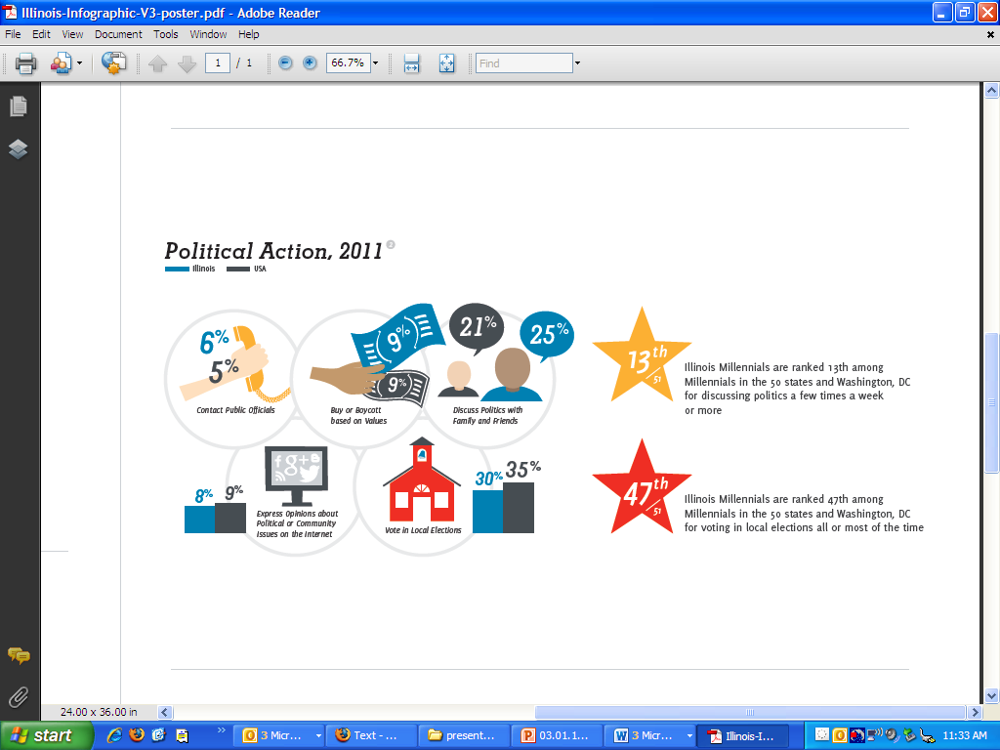 Illinois-Infographic-V3-poster.pdf - Adobe Reader
File Edit View Document Tools Window Help
1 / 1 66.7% Find
Political Action, 2011 2
Illinois USA
6%
5%
Contact Public Officials
9%
9%
Buy or Boycott
based on Values
21%
25%
Discuss Politics with
Family and Friends
13th
51
Illinois Millennials are ranked 13th among
Millennials in the 50 states and Washington, DC
for discussing politics a few times a week
or more
8% 9%
f g+ B
Express Opinions about
Political or Community
Issues on the Internet
Vote in Local Elections
30% 35%
47th
51
Illinois Millennials are ranked 47th among
Millennials in the 50 states and Washington, DC
for voting in local elections all or most of the time
24.00 x 36.00 in
start 3 Micr... Text - ... present... 03.01.1... 3 Micr... Illinois-I... 11:33 AM